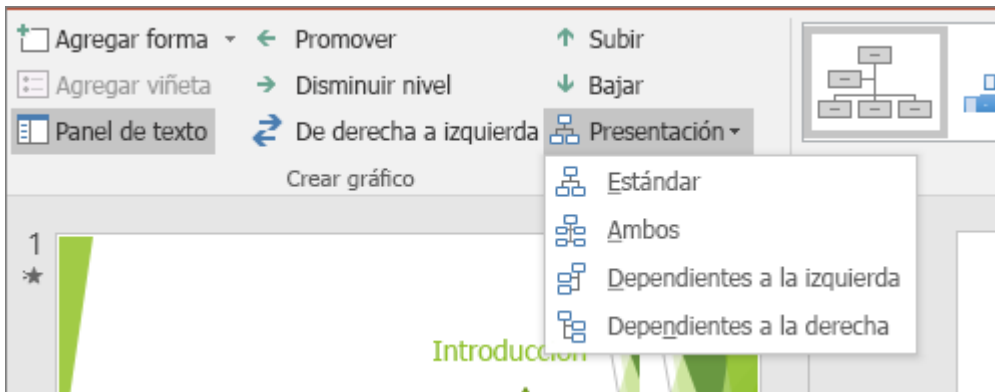 Agregar forma
Promover
Subir
Agregar viñeta
Disminuir nivel
Bajar
Panel de texto
De derecha a izquierda
Presentación
Crear gráfico
Estándar
Ambos
Dependientes a la izquierda
Dependientes a la derecha
1
Introducción